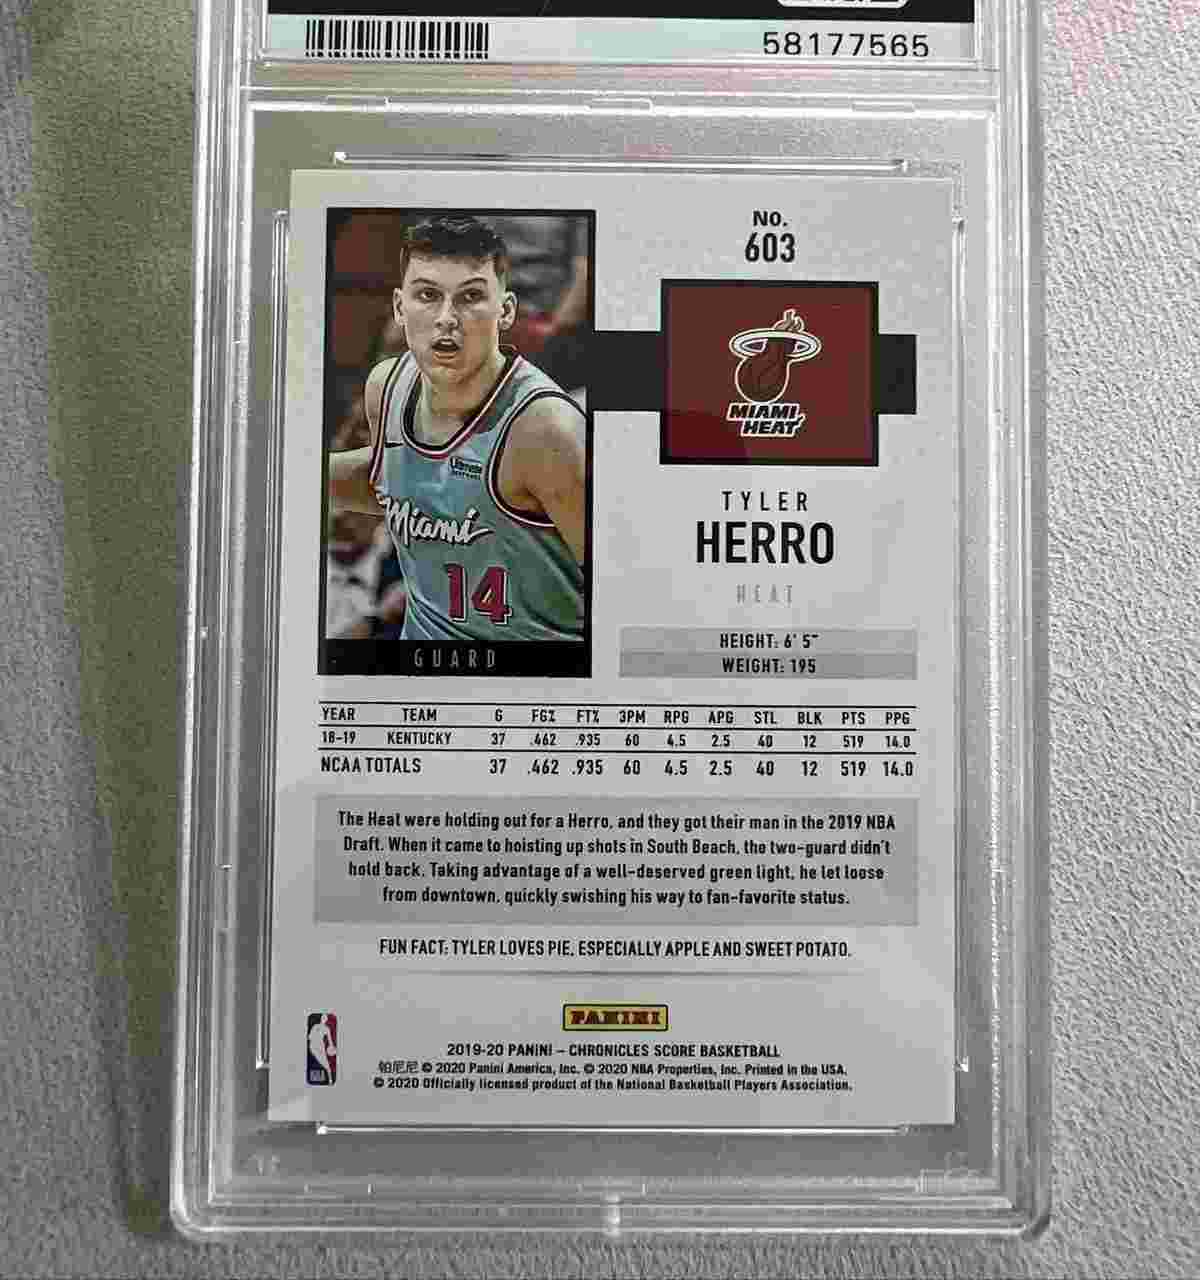 58177565
No.
603
MIAMI
HEAT
TYLER
HERRO
HEAT
HEIGHT: 6' 5"
WEIGHT: 195
Ultimate
Miami
14
GUARD
YEAR TEAM G FG% FT% 3PM RPG APG STL BLK PTS PPG
18-19 KENTUCKY 37 .462 .935 60 4.5 2.5 40 12 519 14.0
NCAA TOTALS 37 .462 .935 60 4.5 2.5 40 12 519 14.0
The Heat were holding out for a Herro, and they got their man in the 2019 NBA
Draft. When it came to hoisting up shots in South Beach, the two-guard didn't
hold back. Taking advantage of a well-deserved green light, he let loose
from downtown, quickly swishing his way to fan-favorite status.
FUN FACT: TYLER LOVES PIE, ESPECIALLY APPLE AND SWEET POTATO.
PANINI
NBA
2019-20 PANINI – CHRONICLES SCORE BASKETBALL
帕尼尼 © 2020 Panini America, Inc. © 2020 NBA Properties, Inc. Printed in the USA.
© 2020 Officially licensed product of the National Basketball Players Association.